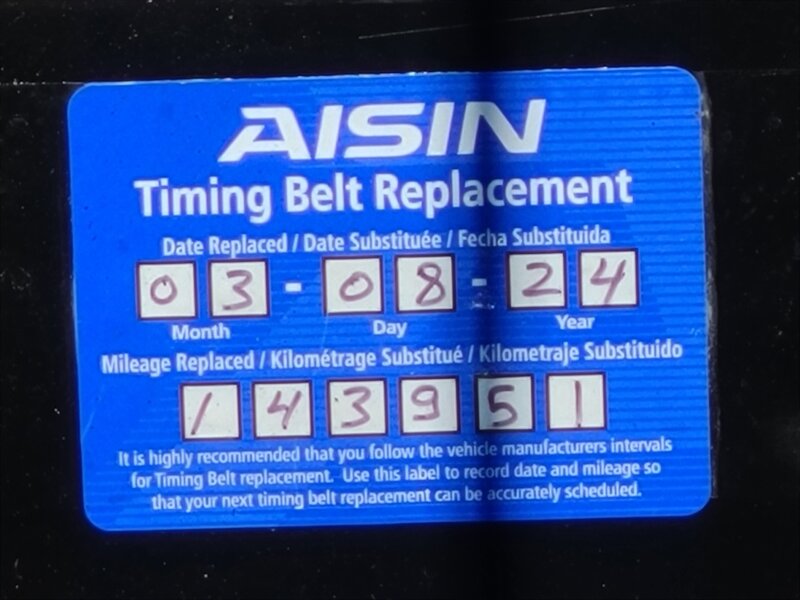 AISIN
Timing Belt Replacement
Date Replaced / Date Substituée / Fecha Substituida
03-08-24
Month Day Year
Mileage Replaced / Kilométrage Substitué / Kilometraje Substituido
143951
It is highly recommended that you follow the vehicle manufacturers intervals
for Timing Belt replacement. Use this label to record date and mileage so
that your next timing belt replacement can be accurately scheduled.